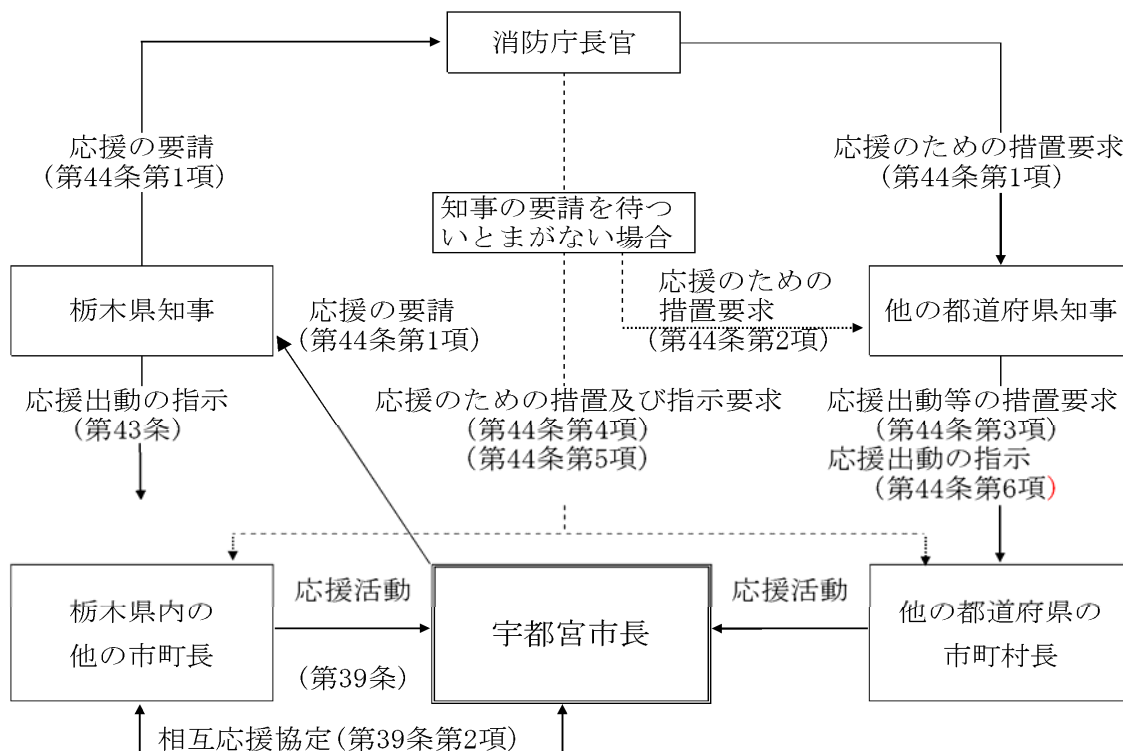 消防庁長官
応援の要請
(第44条第1項)
応援のための措置要求
(第44条第1項)
知事の要請を待つ
いとまがない場合
栃木県知事
応援の要請
(第44条第1項)
応援のための
措置要求
(第44条第2項)
他の都道府県知事
応援出動の指示
(第43条)
応援のための措置及び指示要求
(第44条第4項)
(第44条第5項)
応援出動等の措置要求
(第44条第3項)
応援出動の指示
(第44条第6項)
栃木県内の
他の市町長
応援活動
(第39条)
宇都宮市長
応援活動
他の都道府県の
市町村長
相互応援協定(第39条第2項)